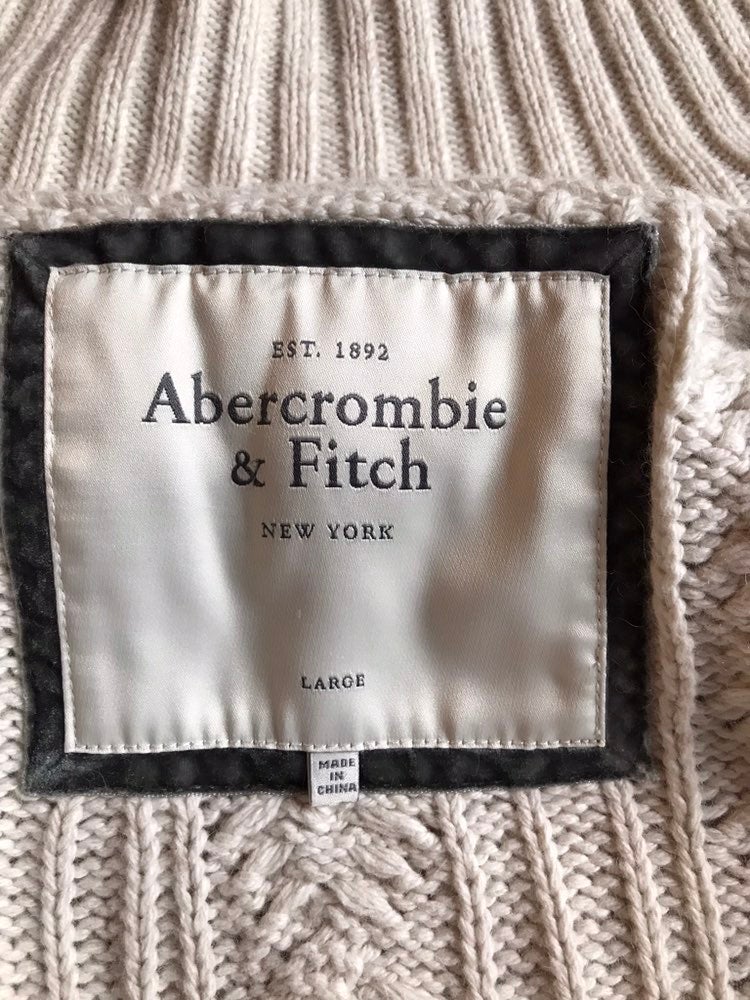 EST. 1892
Abercrombie
& Fitch
NEW YORK
LARGE
MADE
IN
CHINA